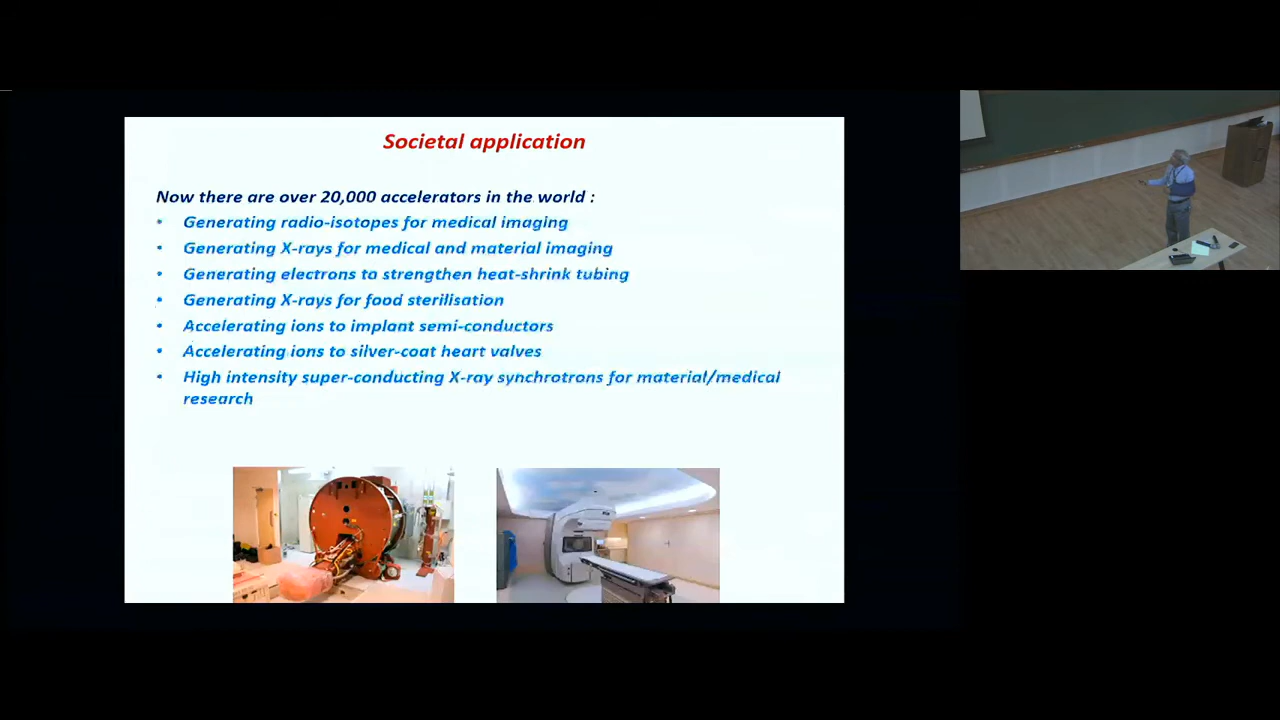 Societal application
Now there are over 20,000 accelerators in the world :
• Generating radio-isotopes for medical imaging
• Generating X-rays for medical and material imaging
• Generating electrons to strengthen heat-shrink tubing
• Generating X-rays for food sterilisation
• Accelerating ions to implant semi-conductors
• Accelerating ions to silver-coat heart valves
• High intensity super-conducting X-ray synchrotrons for material/medical
research